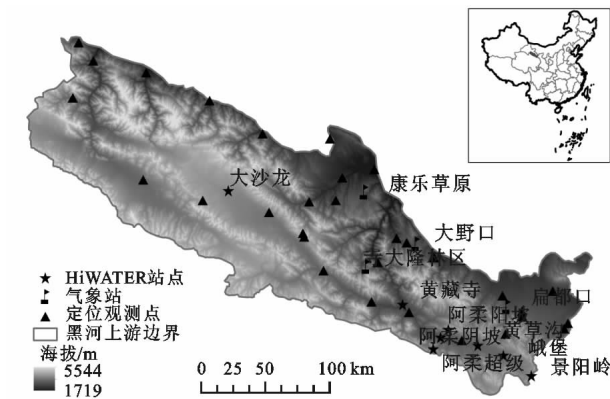 大沙龙
康乐草原
大野口
寺大隆林区
黄藏寺
扁都口
阿柔阳坡
阿柔阴坡
黄草沟
峨堡
阿柔超级
景阳岭
HiWATER站点
气象站
定位观测点
黑河上游边界
海拔/m
5544
1719
0 50 100 km